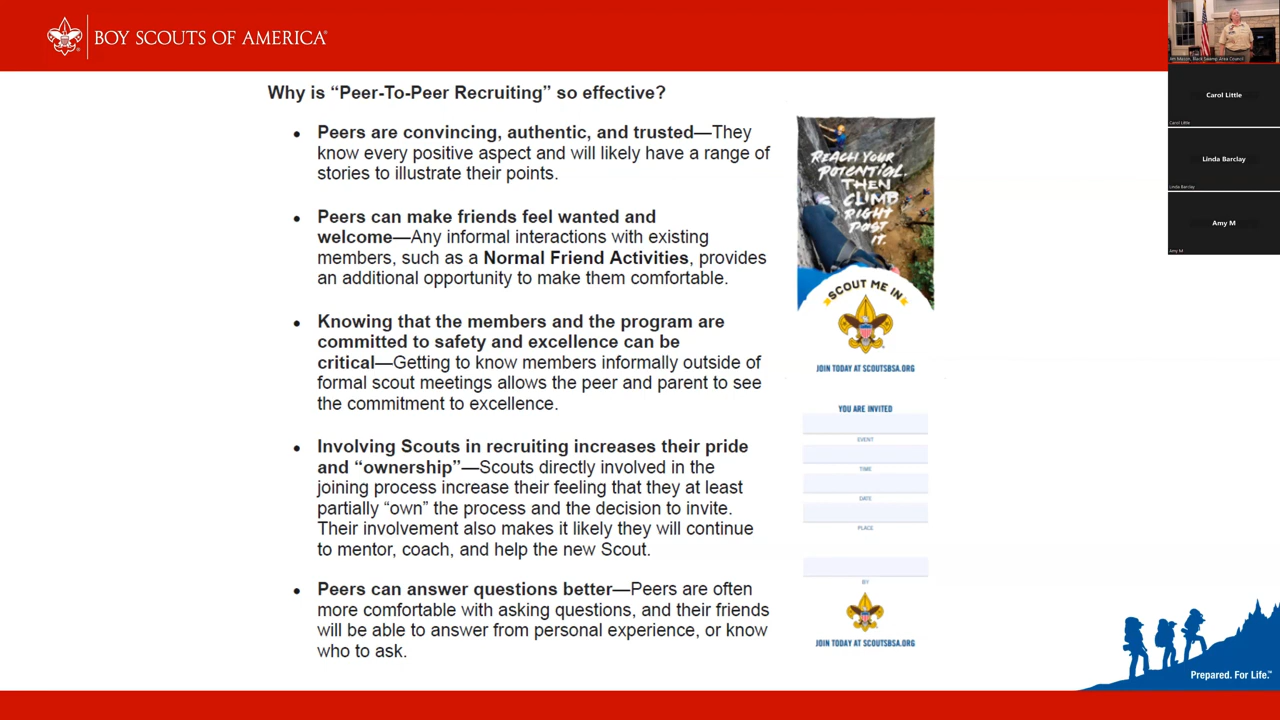 BOY SCOUTS OF AMERICA®
Why is “Peer-To-Peer Recruiting” so effective?
• Peers are convincing, authentic, and trusted—They
know every positive aspect and will likely have a range of
stories to illustrate their points.
• Peers can make friends feel wanted and
welcome—Any informal interactions with existing
members, such as a Normal Friend Activities, provides
an additional opportunity to make them comfortable.
• Knowing that the members and the program are
committed to safety and excellence can be
critical—Getting to know members informally outside of
formal scout meetings allows the peer and parent to see
the commitment to excellence.
• Involving Scouts in recruiting increases their pride
and “ownership”—Scouts directly involved in the
joining process increase their feeling that they at least
partially “own” the process and the decision to invite.
Their involvement also makes it likely they will continue
to mentor, coach, and help the new Scout.
• Peers can answer questions better—Peers are often
more comfortable with asking questions, and their friends
will be able to answer from personal experience, or know
who to ask.
REACH YOUR
POTENTIAL.
THEN
CLIMB
RIGHT
PAST
IT.
SCOUT ME IN
JOIN TODAY AT SCOUTSBSA.ORG
YOU ARE INVITED
EVENT
TIME
DATE
PLACE
BY
JOIN TODAY AT SCOUTSBSA.ORG
Prepared. For Life.™
Black Swamp Area Council
Carol Little
Carol Little
Linda Barclay
Linda Barclay
Amy M
Amy M